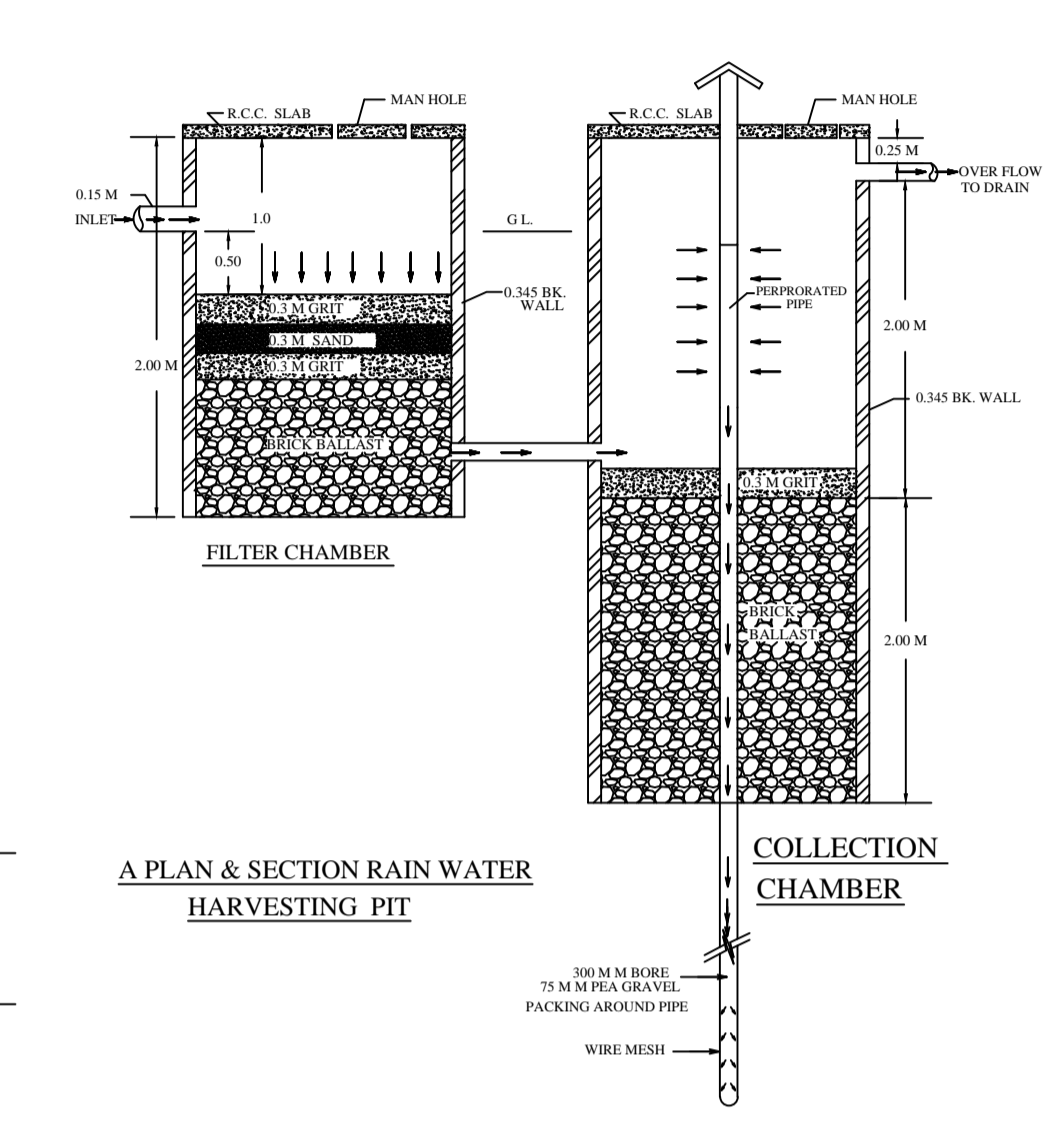 R.C.C. SLAB
MAN HOLE
0.15 M
INLET
1.0
0.50
2.00 M
0.3 M GRIT
0.3 M SAND
0.3 M GRIT
BRICK BALLAST
G L.
0.345 BK.
WALL
FILTER CHAMBER
R.C.C. SLAB
MAN HOLE
0.25 M
OVER FLOW
TO DRAIN
PERPRORATED
PIPE
2.00 M
0.345 BK. WALL
0.3 M GRIT
BRICK
BALLAST
2.00 M
COLLECTION
CHAMBER
A PLAN & SECTION RAIN WATER
HARVESTING PIT
300 M M BORE
75 M M PEA GRAVEL
PACKING AROUND PIPE
WIRE MESH